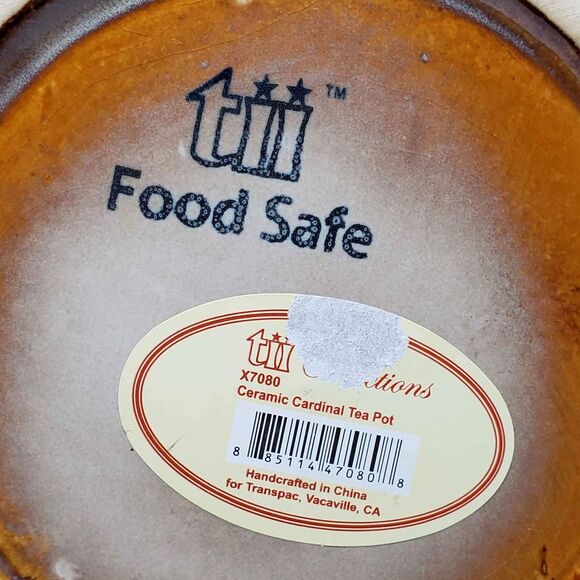 tii™
Food Safe
tii
X7080
Ceramic Cardinal Tea Pot
8 85114 47080 8
Handcrafted in China
for Transpac, Vacaville, CA